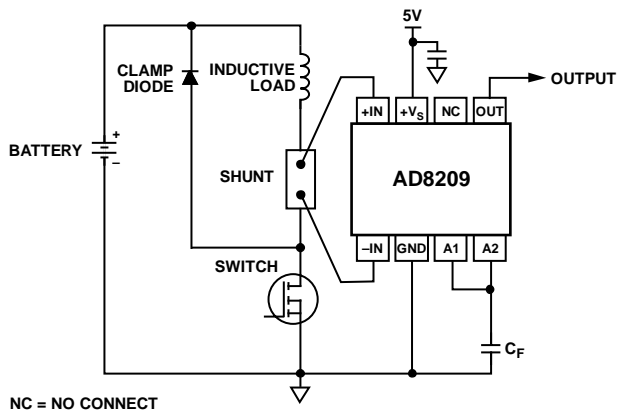 5V
CLAMP
DIODE
INDUCTIVE
LOAD
OUTPUT
+IN
+VS
NC
OUT
BATTERY
+
–
SHUNT
AD8209
–IN
GND
A1
A2
SWITCH
CF
NC = NO CONNECT